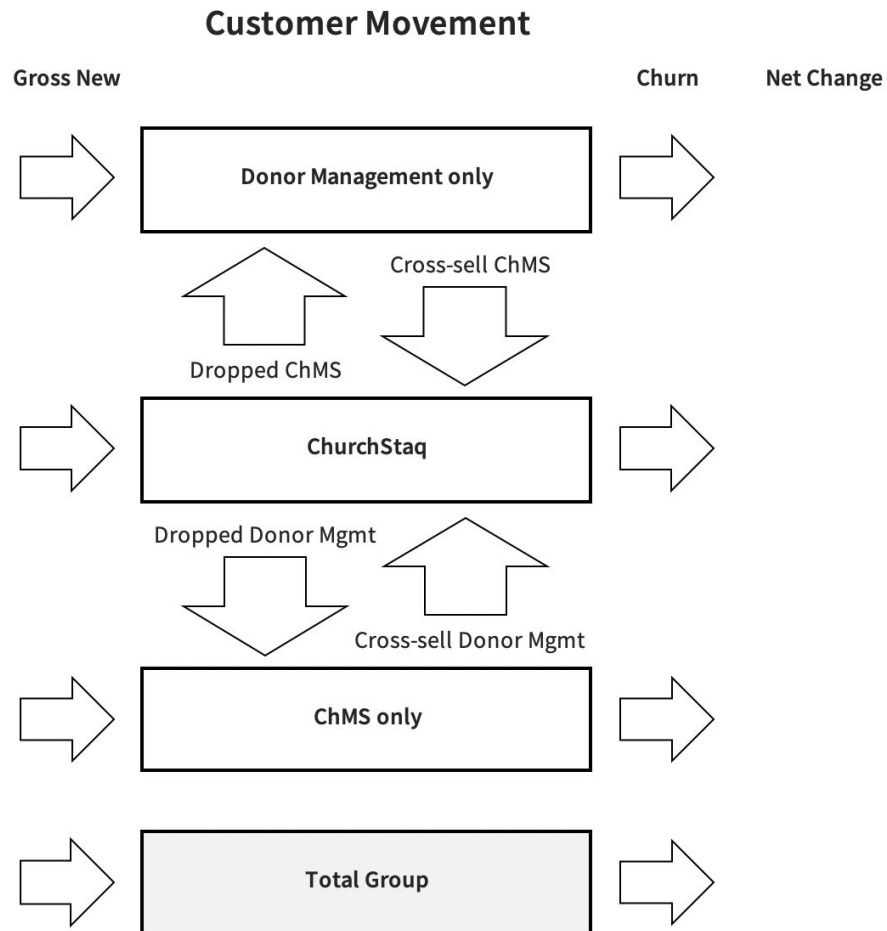 Customer Movement
Gross New
Churn
Net Change
Donor Management only
Cross-sell ChMS
Dropped ChMS
ChurchStaq
Dropped Donor Mgmt
Cross-sell Donor Mgmt
ChMS only
Total Group